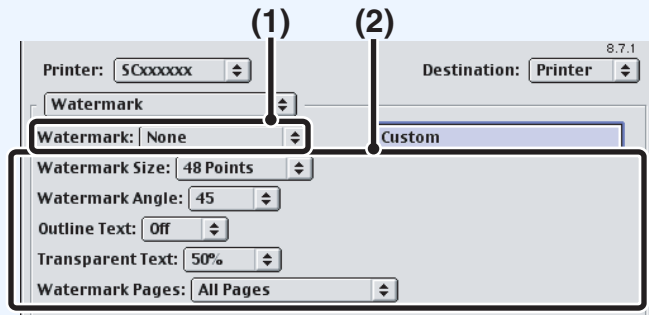 (1) (2)
8.7.1
Printer: SCxxxxxx Destination: Printer
Watermark
Watermark: None Custom
Watermark Size: 48 Points
Watermark Angle: 45
Outline Text: Off
Transparent Text: 50%
Watermark Pages: All Pages